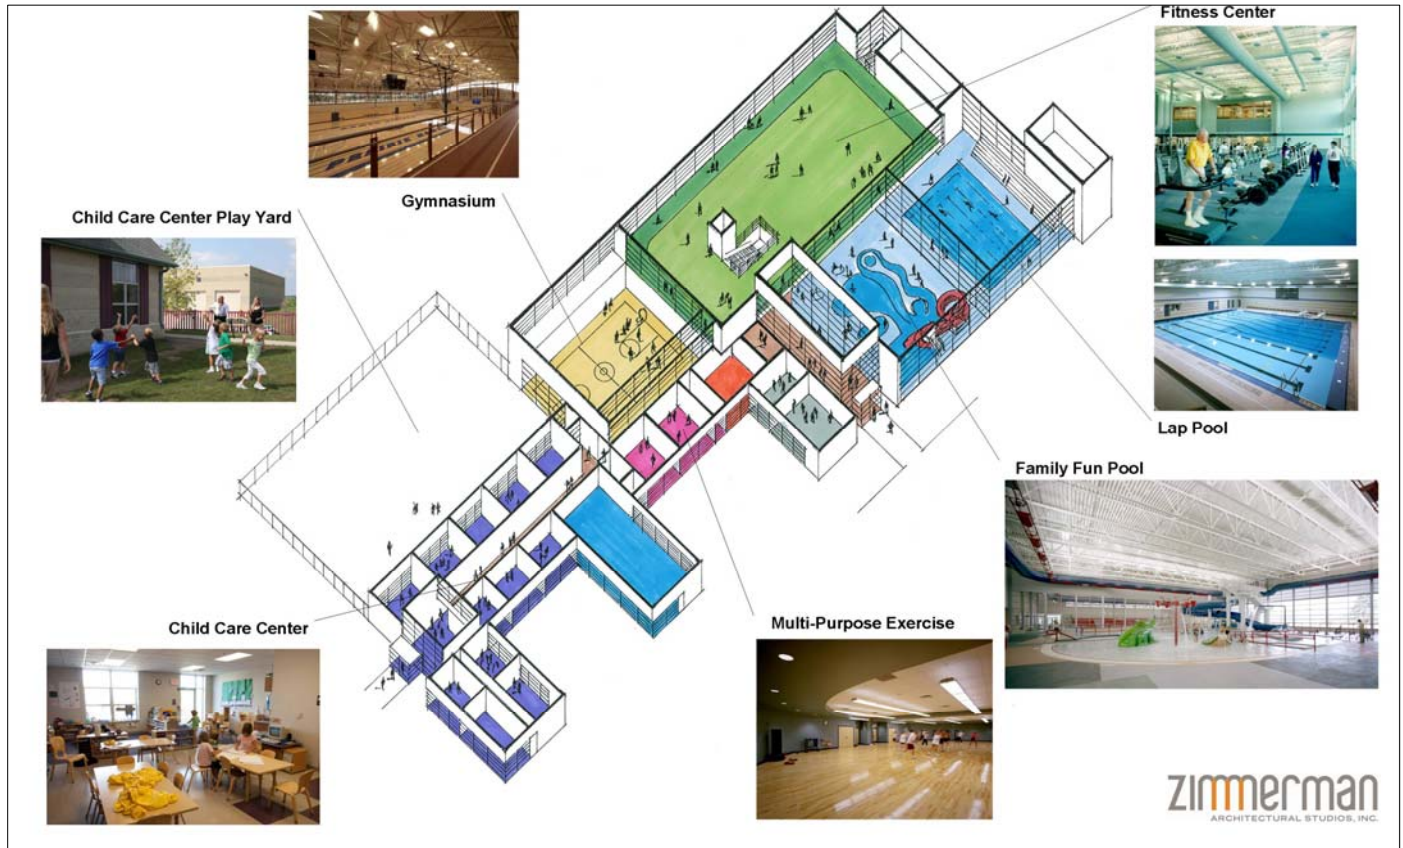 Fitness Center
Gymnasium
Child Care Center Play Yard
Lap Pool
Family Fun Pool
Child Care Center
Multi-Purpose Exercise
zimmerman
ARCHITECTURAL STUDIOS, INC.